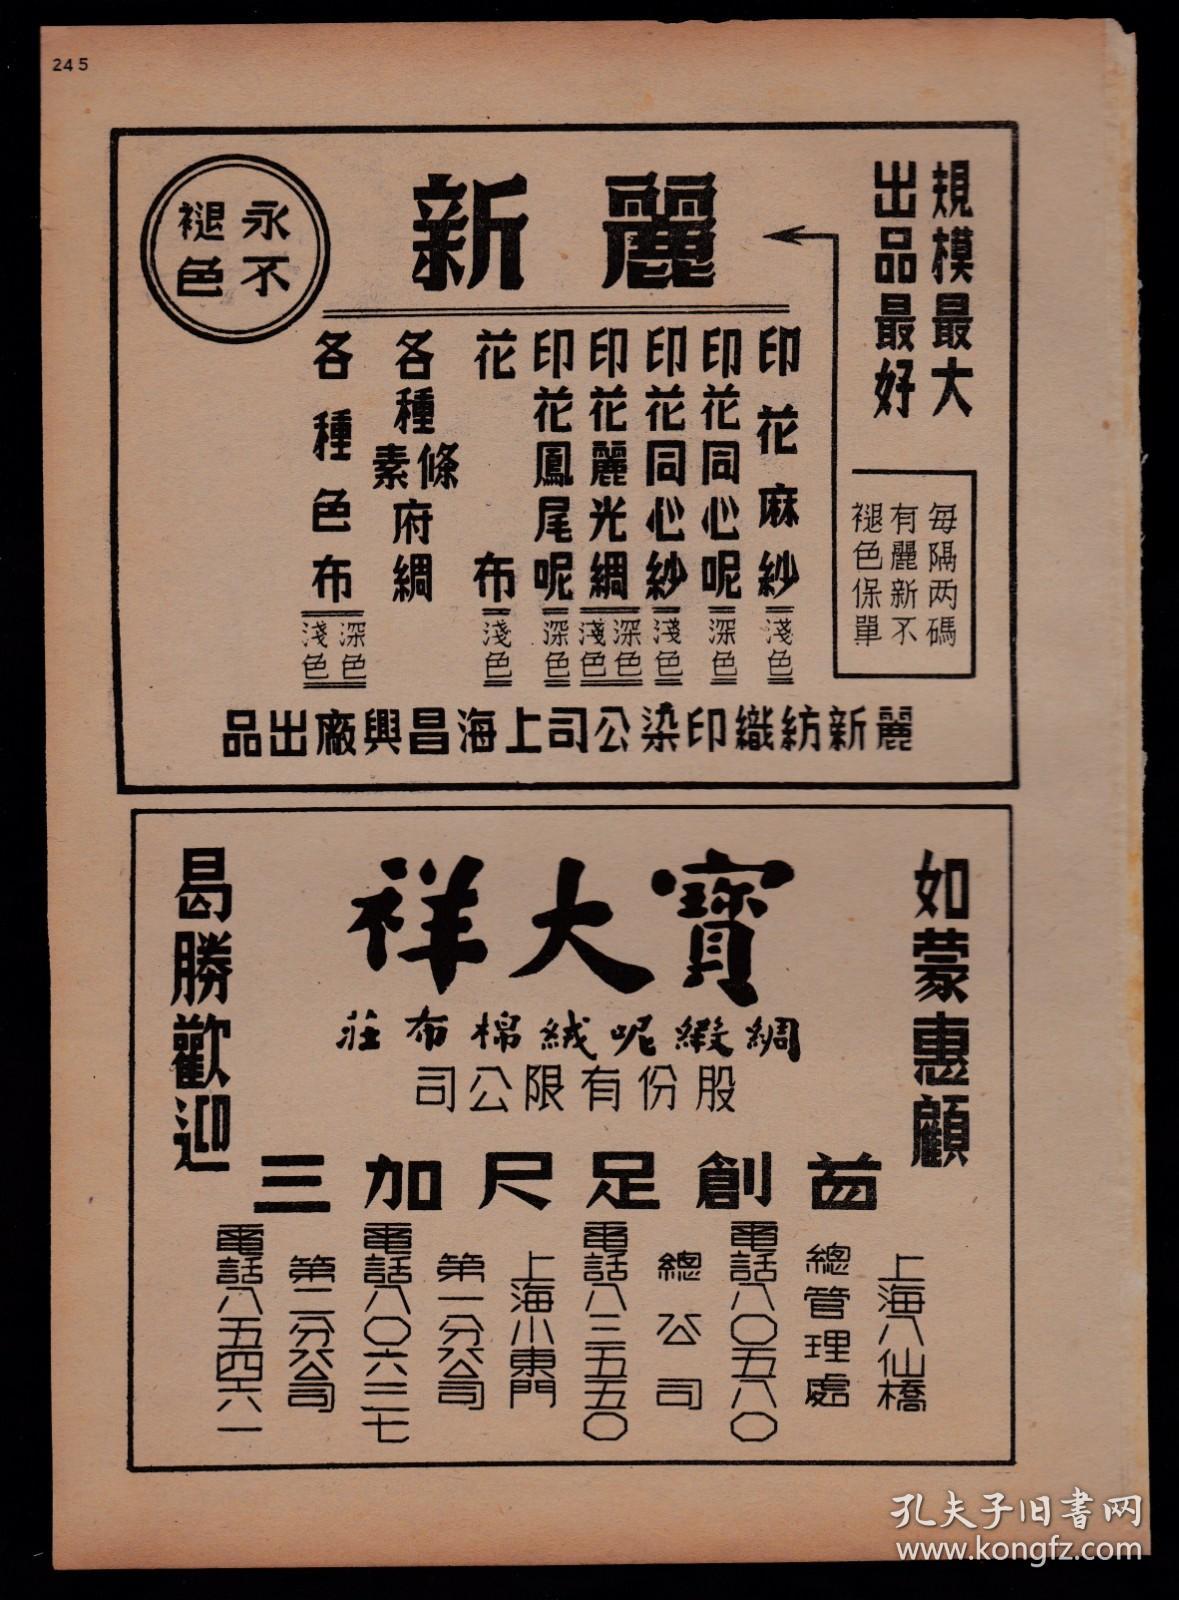 245
規模最大
出品最好
每隔两碼
有麗新不
褪色保單
麗新
永不
褪色
印花麻紗 淺色
印花同心呢 深色
印花同心紗 淺色
印花麗光綢 深色 淺色
印花鳳尾呢 深色
花布 淺色
各種條素府綢
各種色布 深色 淺色
麗新紡織印染公司上海昌興廠出品
如蒙惠顧
寶大祥
綢緞呢絨棉布莊
股份有限公司
首創足尺加三
曷勝歡迎
上海八仙橋
總管理處
電話八〇五八〇
總公司
電話八三五五〇
上海小東門
第一分公司
電話八〇六三七
第二分公司
電話八五四六一
孔夫子旧书网
www.kongfz.com